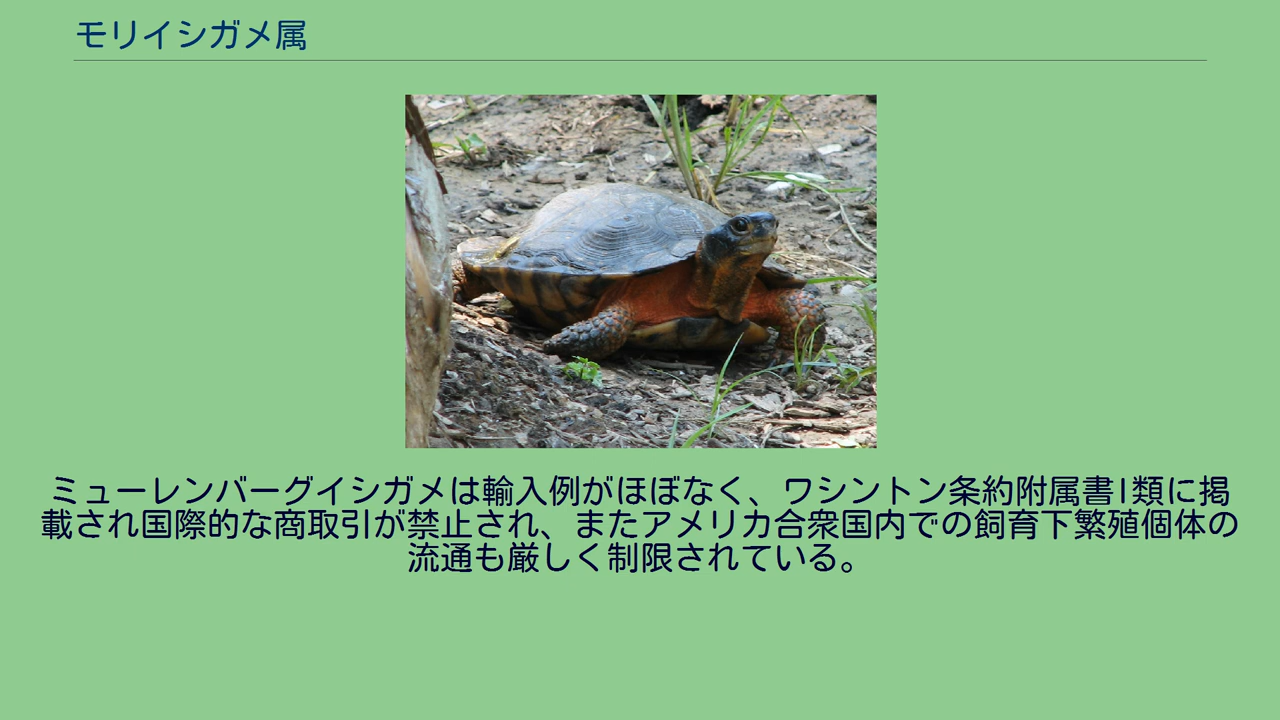 モリイシガメ属
ミューレンバーグイシガメは輸入例がほぼなく、ワシントン条約附属書I類に掲
載され国際的な商取引が禁止され、またアメリカ合衆国内での飼育下繁殖個体の
流通も厳しく制限されている。